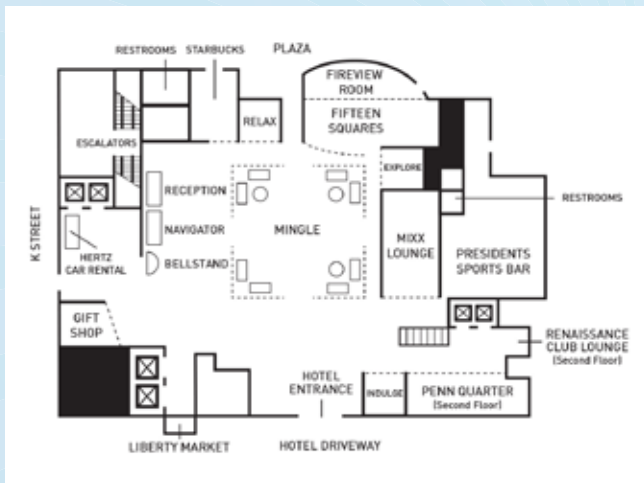 RESTROOMS
STARBUCKS
PLAZA
FIREVIEW
ROOM
FIFTEEN
SQUARES
RELAX
ESCALATORS
EXPLORE
RECEPTION
RESTROOMS
K STREET
NAVIGATOR
MINGLE
MIXX
LOUNGE
PRESIDENTS
SPORTS BAR
HERTZ
CAR RENTAL
BELLSTAND
GIFT
SHOP
RENAISSANCE
CLUB LOUNGE
(Second Floor)
HOTEL
ENTRANCE
INDULGE
PENN QUARTER
(Second Floor)
LIBERTY MARKET
HOTEL DRIVEWAY